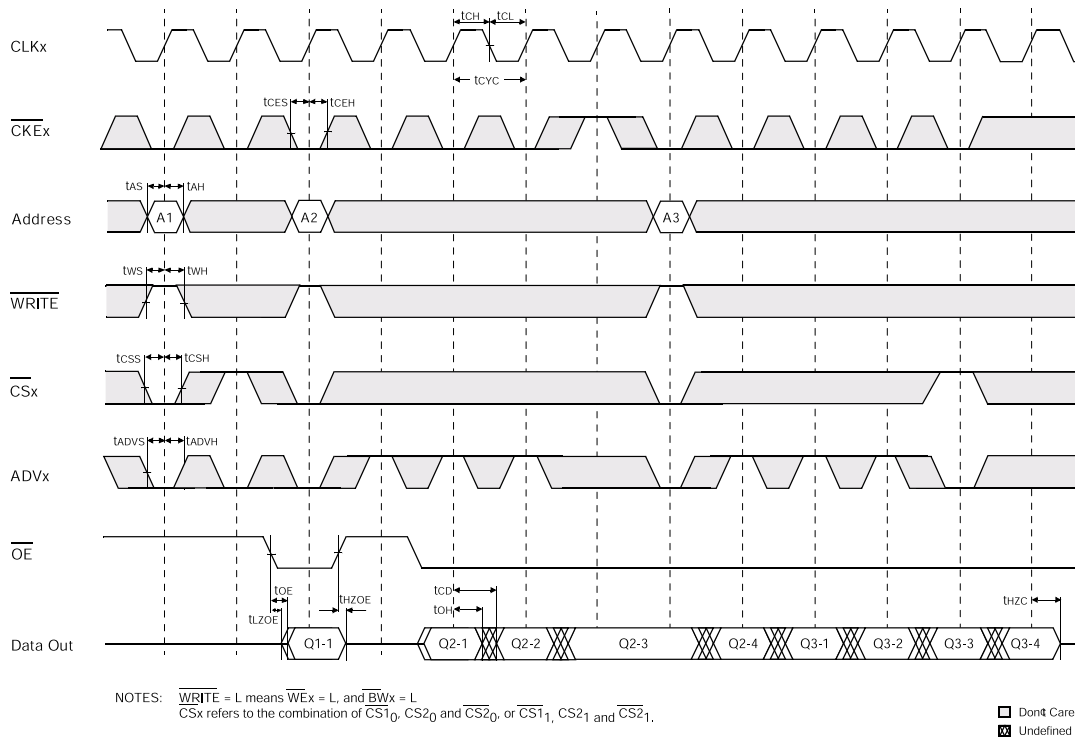 tCH tCL
CLKx
tCYC
tCES tCEH
CKEx
tAS tAH
Address A1 A2 A3
tWS tWH
WRITE
tCSS tCSH
CSx
tADVS tADVH
ADVx
OE
tOE tHZOE tLZOE
tCD
tOH
tHZC
Data Out Q1-1 Q2-1 Q2-2 Q2-3 Q2-4 Q3-1 Q3-2 Q3-3 Q3-4
NOTES: WRITE = L means WEx = L, and BWx = L
CSx refers to the combination of CS10, CS20 and CS20, or CS11, CS21 and CS21.
Don¢ Care
Undefined